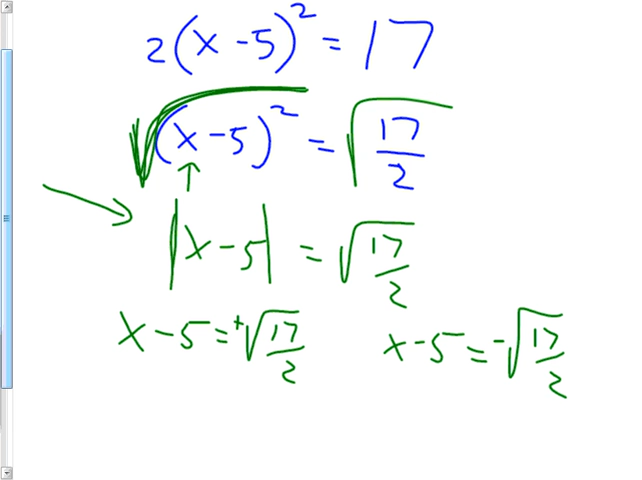 2(x-5)² = 17
√(x-5)² = √17/2
|x-5| = √17/2
x-5=+√17/2 x-5=-√17/2